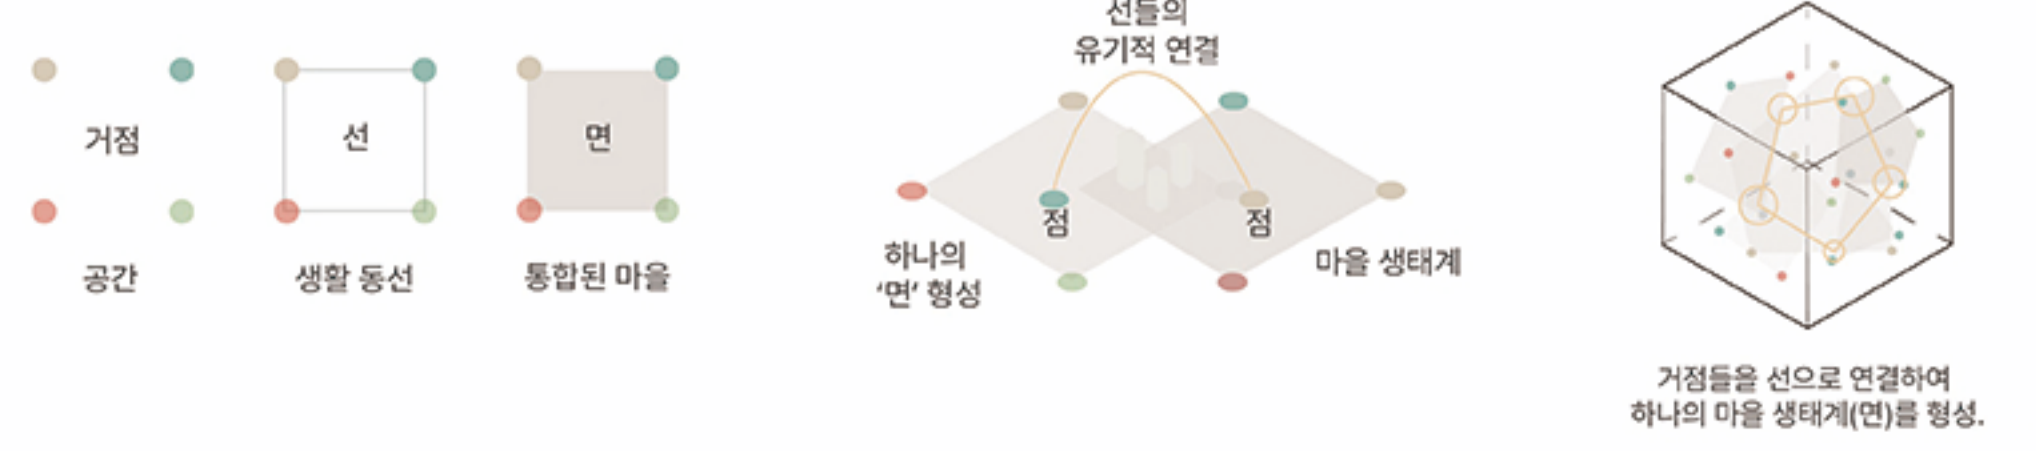 거점
공간
선
생활 동선
면
통합된 마을
선들의
유기적 연결
점
점
하나의
‘면’ 형성
마을 생태계
거점들을 선으로 연결하여
하나의 마을 생태계(면)를 형성.